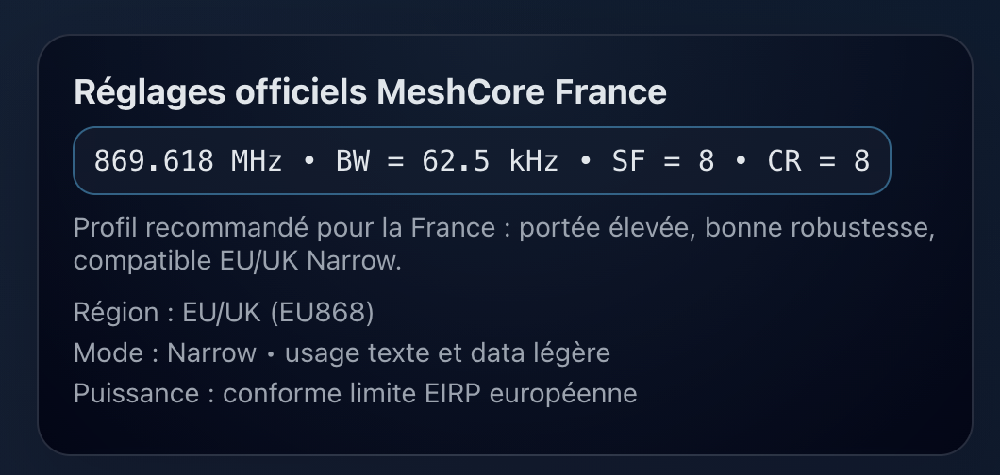 Réglages officiels MeshCore France
869.618 MHz • BW = 62.5 kHz • SF = 8 • CR = 8
Profil recommandé pour la France : portée élevée, bonne robustesse,
compatible EU/UK Narrow.
Région : EU/UK (EU868)
Mode : Narrow • usage texte et data légère
Puissance : conforme limite EIRP européenne